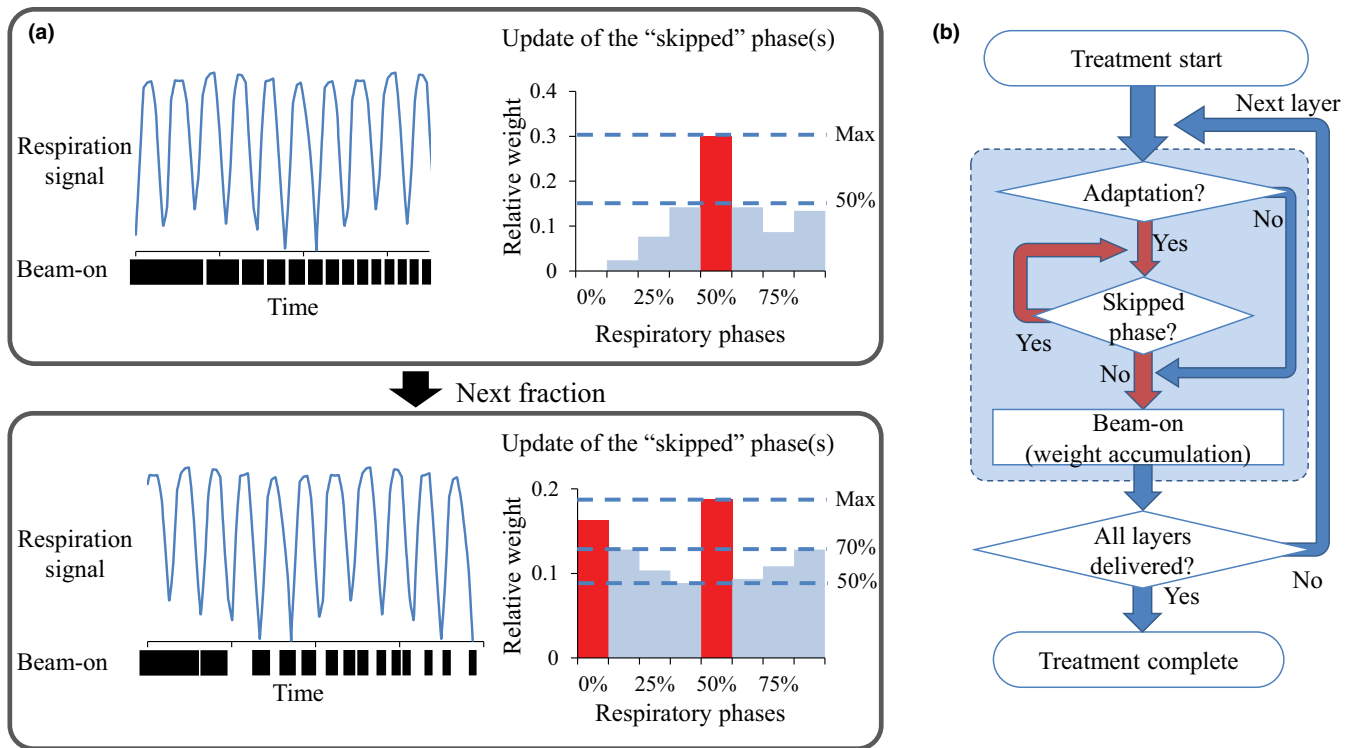 (a)
Update of the “skipped” phase(s)
Respiration
signal
Beam-on
Time
Relative weight
0.4
0.3
0.2
0.1
0
Max
50%
0%
25%
50%
75%
Respiratory phases
Next fraction
Update of the “skipped” phase(s)
Respiration
signal
Beam-on
Time
Relative weight
0.2
0.1
0
Max
70%
50%
0%
25%
50%
75%
Respiratory phases
(b)
Treatment start
Next layer
Adaptation?
No
Yes
Skipped
phase?
Yes
No
Beam-on
(weight accumulation)
All layers
delivered?
No
Yes
Treatment complete